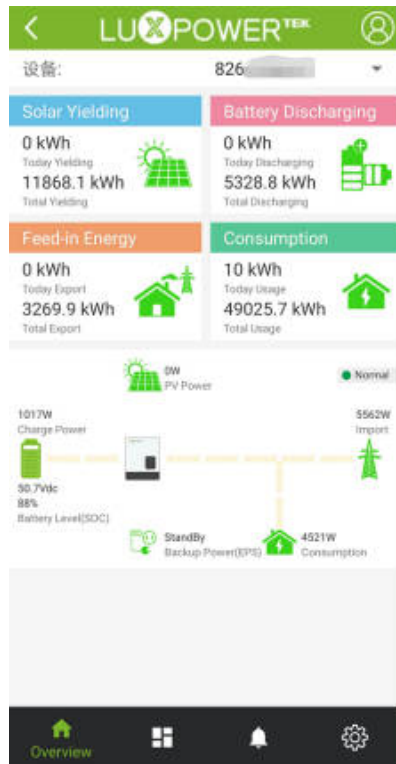 LUXPOWERTEK
设备: 826
Solar Yielding
Battery Discharging
0 kWh
Today Yielding
11868.1 kWh
Total Yielding
0 kWh
Today Discharging
5328.8 kWh
Total Discharging
Feed-in Energy
Consumption
0 kWh
Today Export
3269.9 kWh
Total Export
10 kWh
Today Usage
49025.7 kWh
Total Usage
0W
PV Power
Normal
1017W
Charge Power
5562W
Import
50.7Vdc
88%
Battery Level(SOC)
StandBy
Backup Power(EPS)
4521W
Consumption
Overview